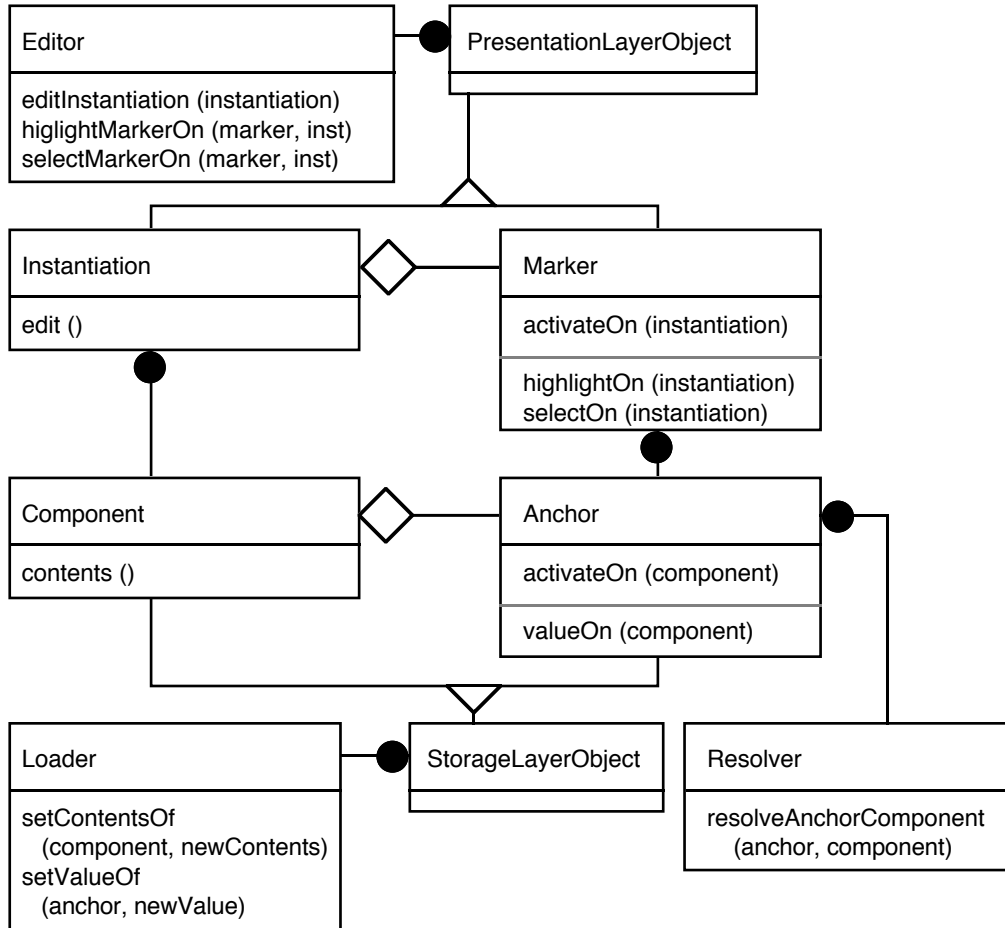 Editor
PresentationLayerObject
editInstantiation (instantiation)
higlightMarkerOn (marker, inst)
selectMarkerOn (marker, inst)
Instantiation
Marker
edit ()
activateOn (instantiation)
highlightOn (instantiation)
selectOn (instantiation)
Component
Anchor
contents ()
activateOn (component)
valueOn (component)
Loader
StorageLayerObject
Resolver
setContentsOf
(component, newContents)
setValueOf
(anchor, newValue)
resolveAnchorComponent
(anchor, component)